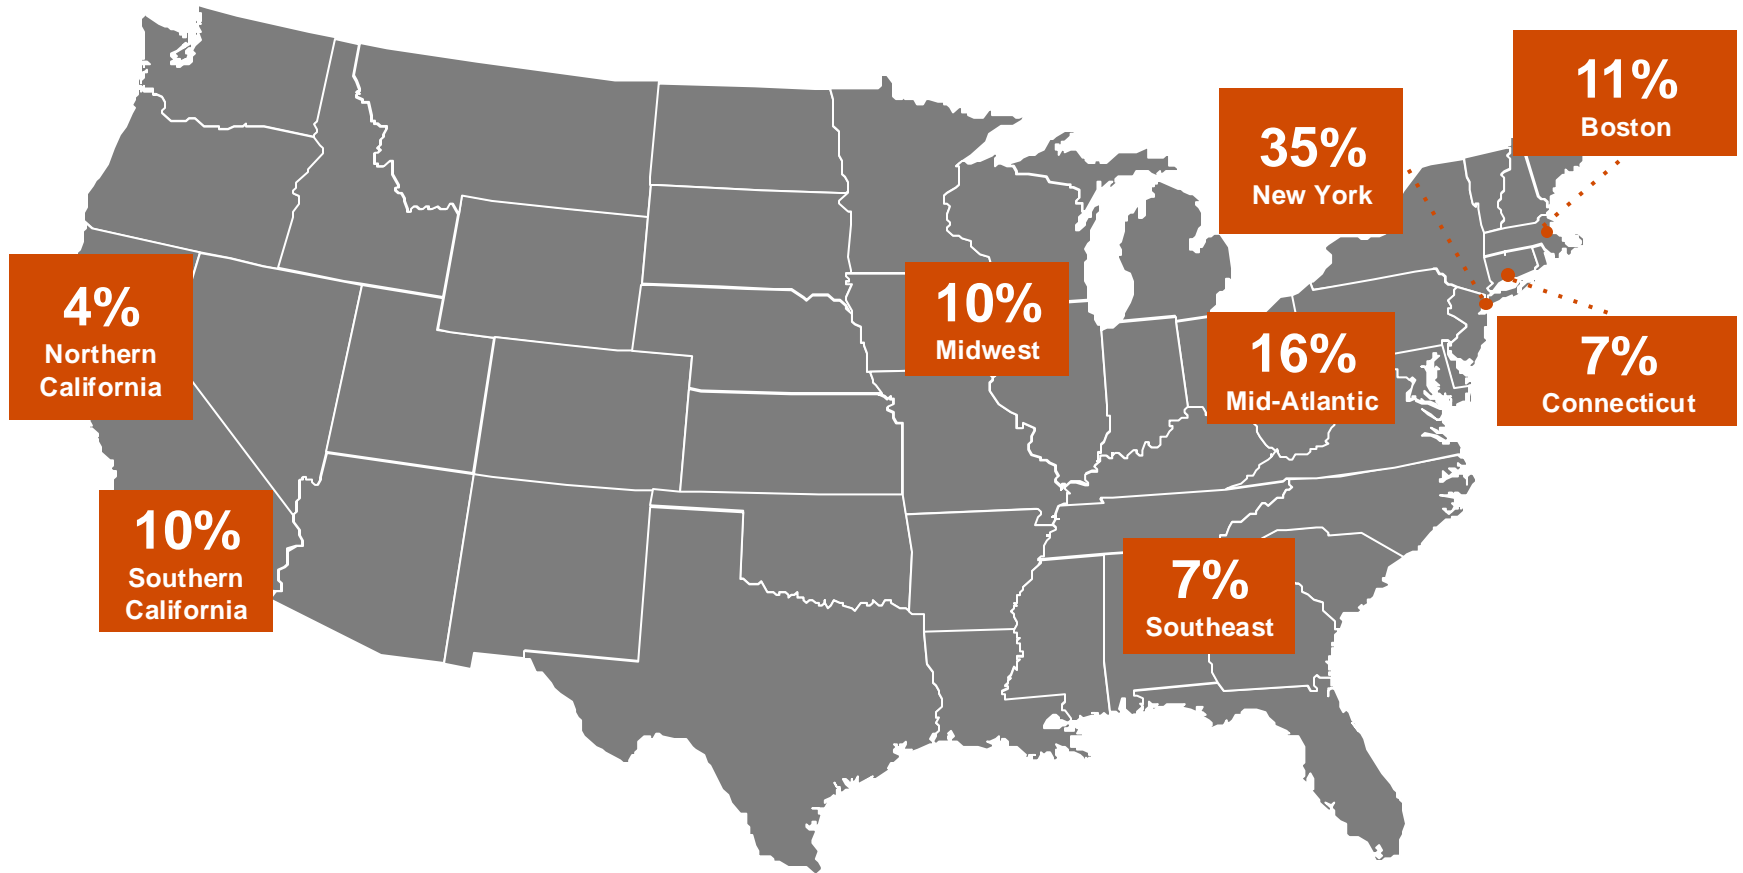 11%
Boston
35%
New York
4%
Northern
California
10%
Midwest
16%
Mid-Atlantic
7%
Connecticut
10%
Southern
California
7%
Southeast